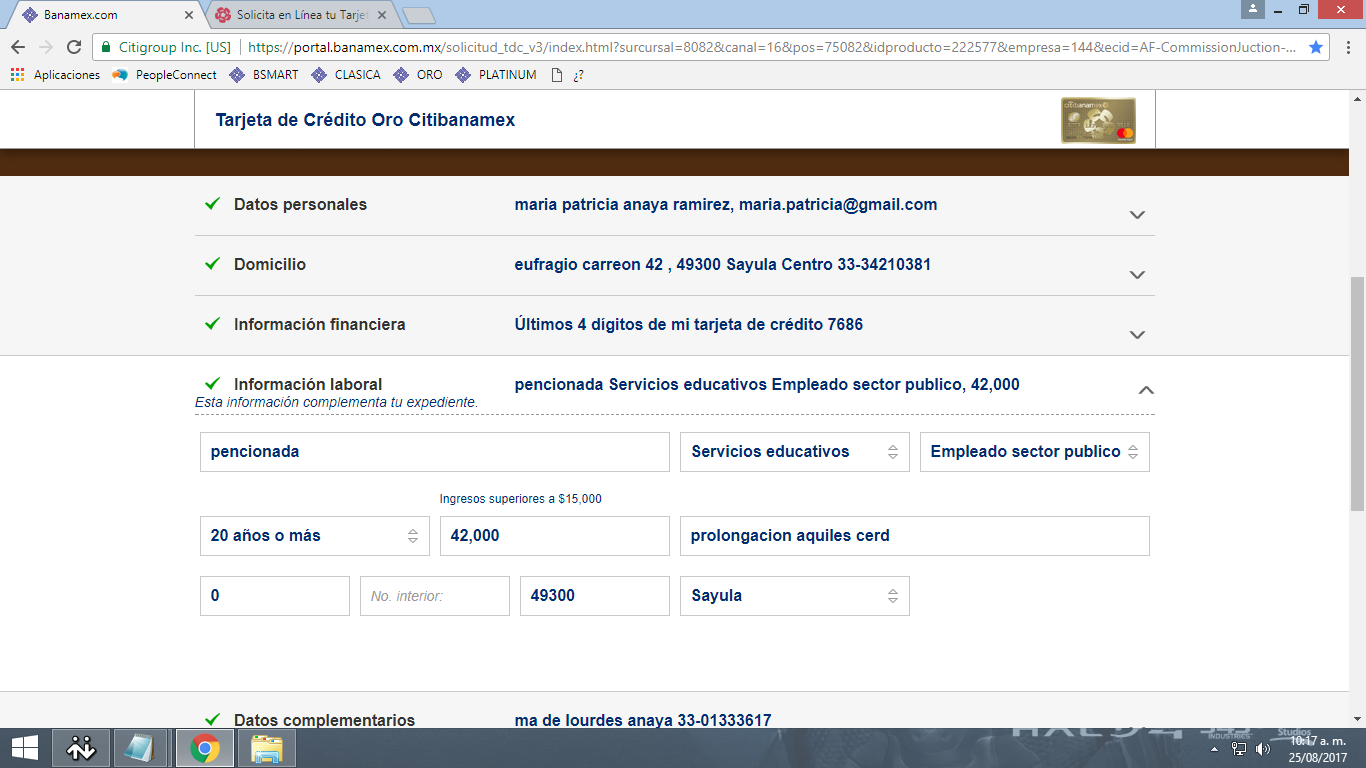 Banamex.com
Solicita en Línea tu Tarjet
Citigroup Inc. [US]
https://portal.banamex.com.mx/solicitud_tdc_v3/index.html?surcursal=8082&canal=16&pos=75082&idproducto=222577&empresa=144&ecid=AF-CommissionJuction-...
Aplicaciones PeopleConnect BSMART CLASICA ORO PLATINUM ¿?
Tarjeta de Crédito Oro Citibanamex
citibanamex
Datos personales maria patricia anaya ramirez, maria.patricia@gmail.com
Domicilio eufragio carreon 42 , 49300 Sayula Centro 33-34210381
Información financiera Últimos 4 dígitos de mi tarjeta de crédito 7686
Información laboral pencionada Servicios educativos Empleado sector publico, 42,000
Esta información complementa tu expediente.
pencionada Servicios educativos Empleado sector publico
Ingresos superiores a $15,000
20 años o más 42,000 prolongacion aquiles cerd
0 No. interior: 49300 Sayula
Datos complementarios ma de lourdes anaya 33-01333617
10:17 a. m.
25/08/2017